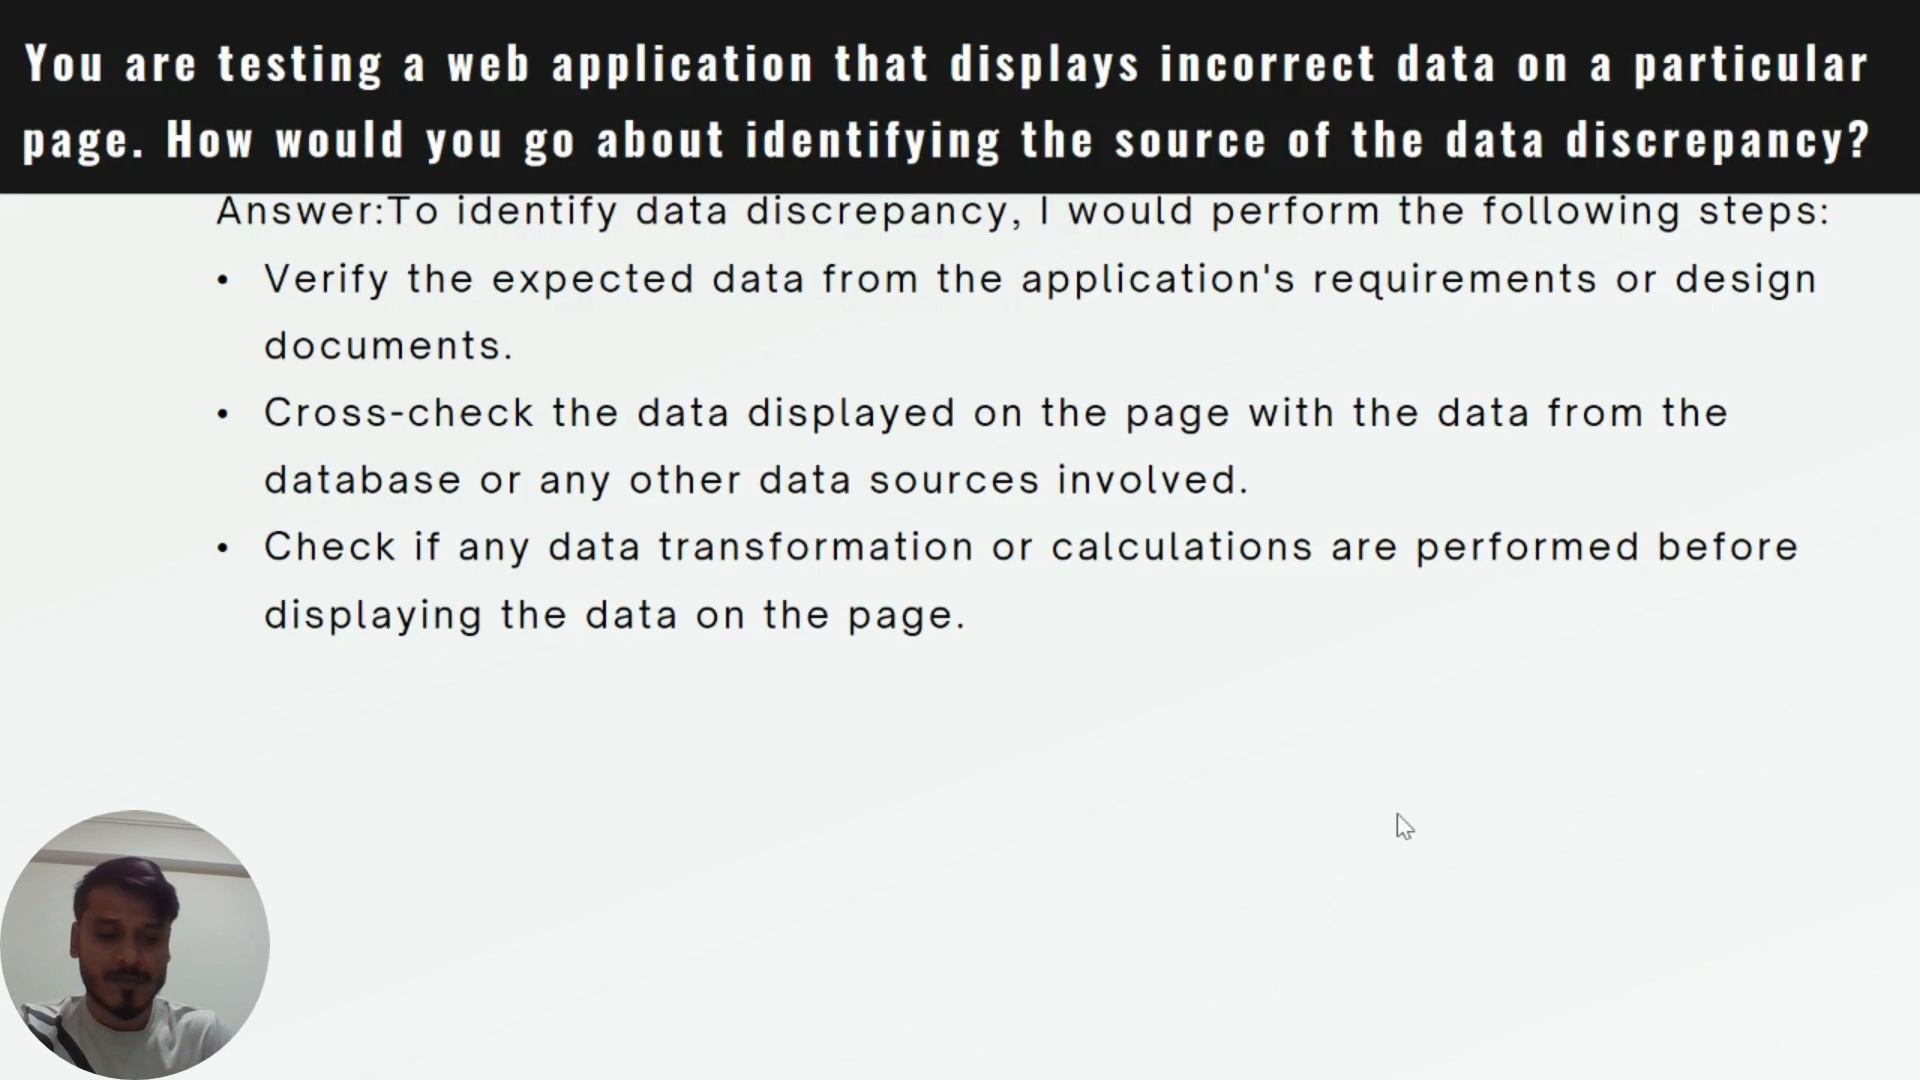 You are testing a web application that displays incorrect data on a particular
page. How would you go about identifying the source of the data discrepancy?
Answer:To identify data discrepancy, I would perform the following steps:
• Verify the expected data from the application's requirements or design
documents.
• Cross-check the data displayed on the page with the data from the
database or any other data sources involved.
• Check if any data transformation or calculations are performed before
displaying the data on the page.